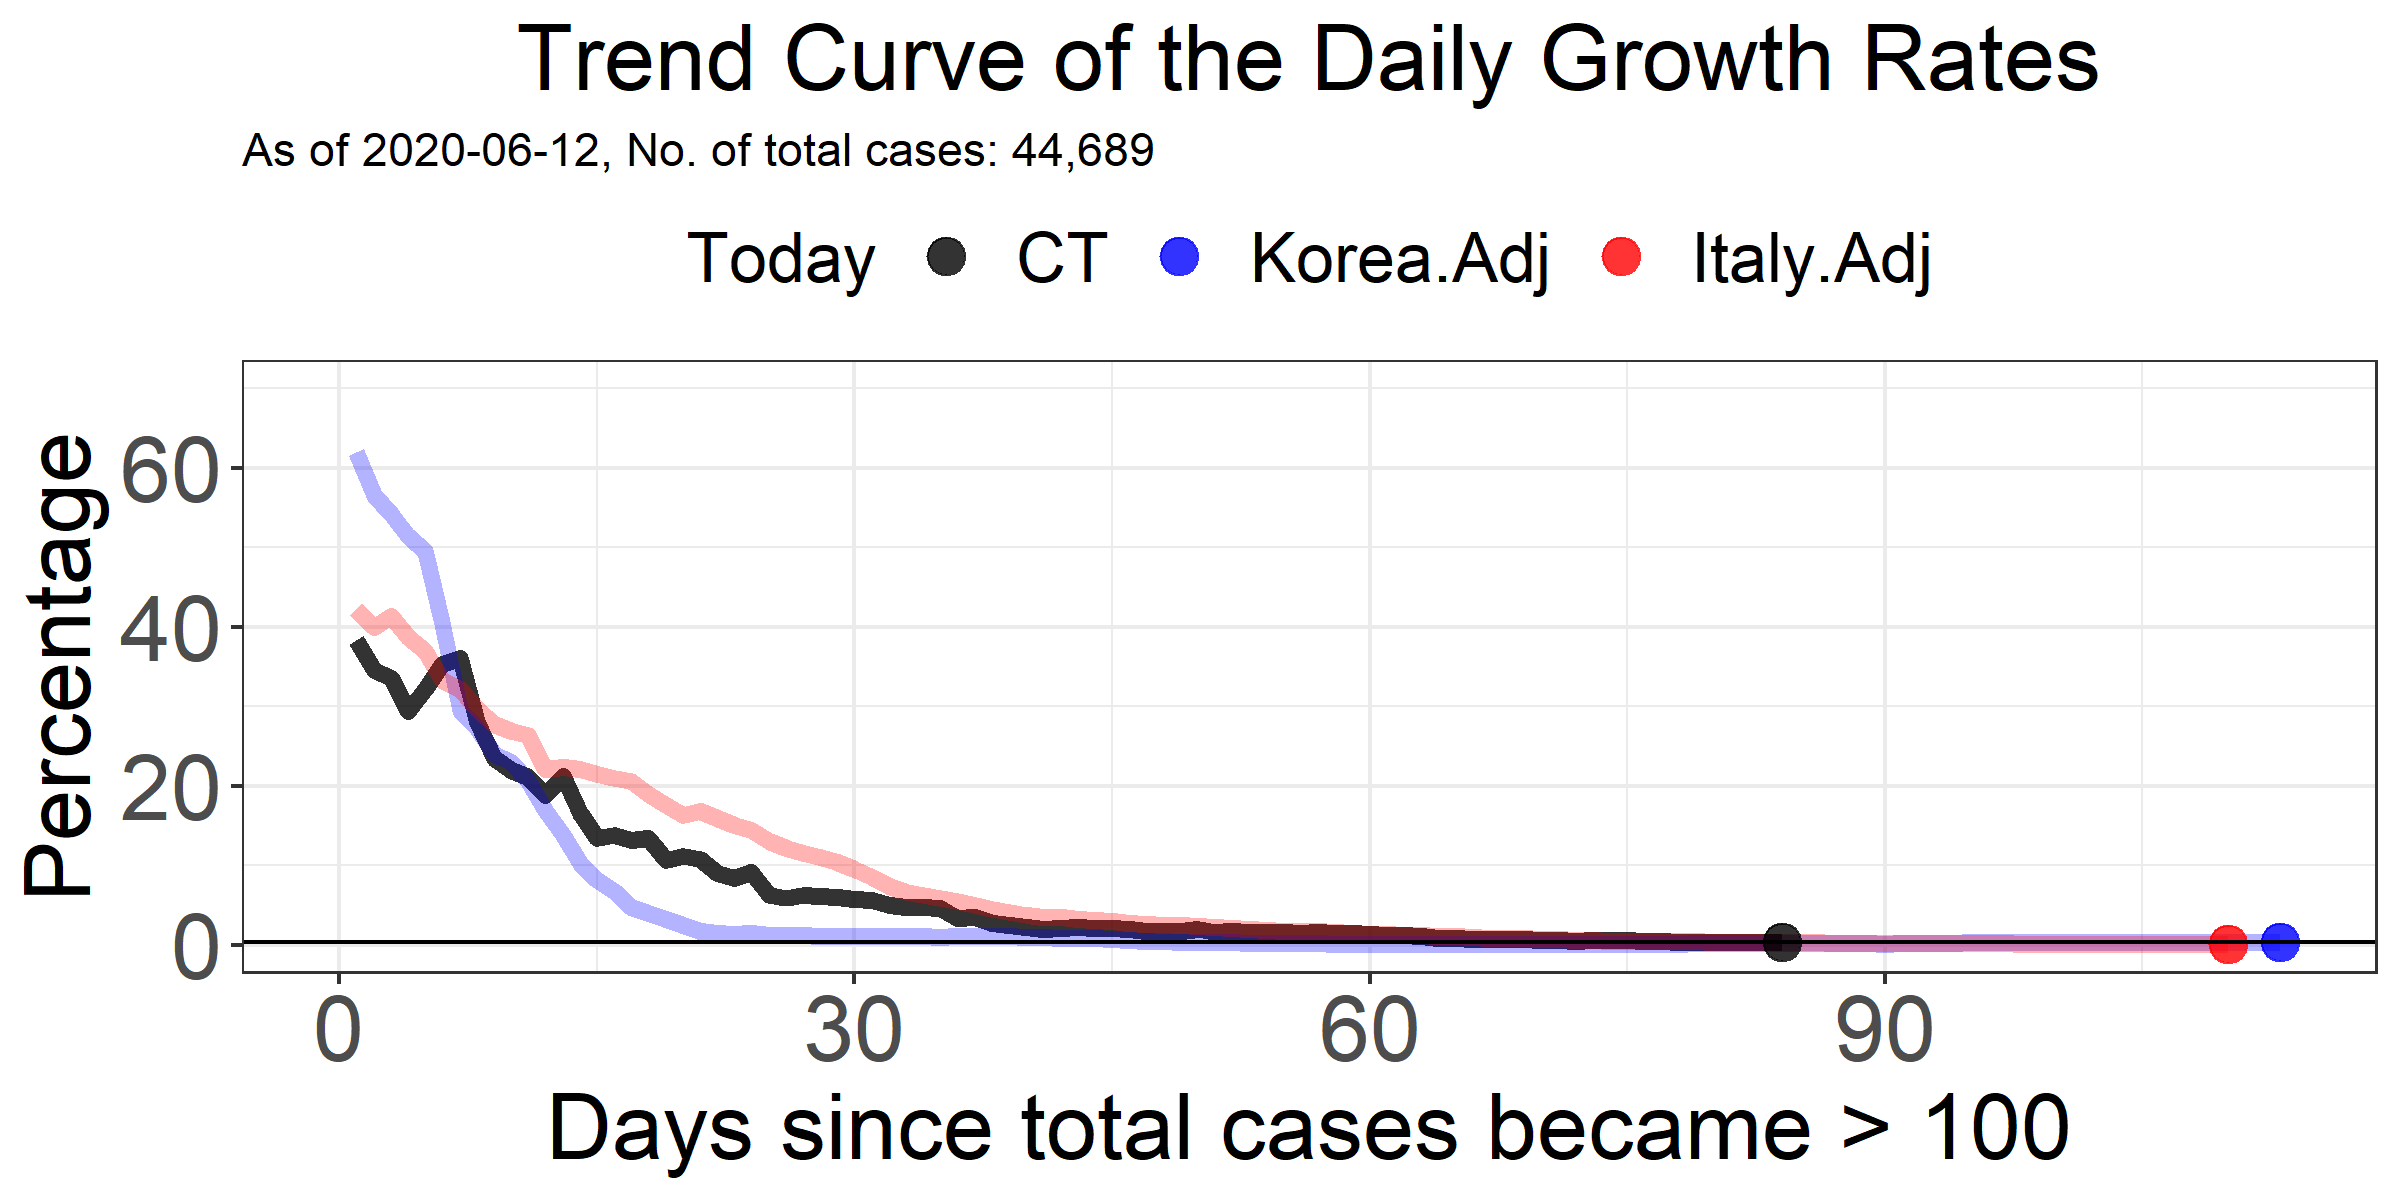 Trend Curve of the Daily Growth Rates
As of 2020-06-12, No. of total cases: 44,689
Today CT Korea.Adj Italy.Adj
Percentage
60
40
20
0
0 30 60 90
Days since total cases became > 100